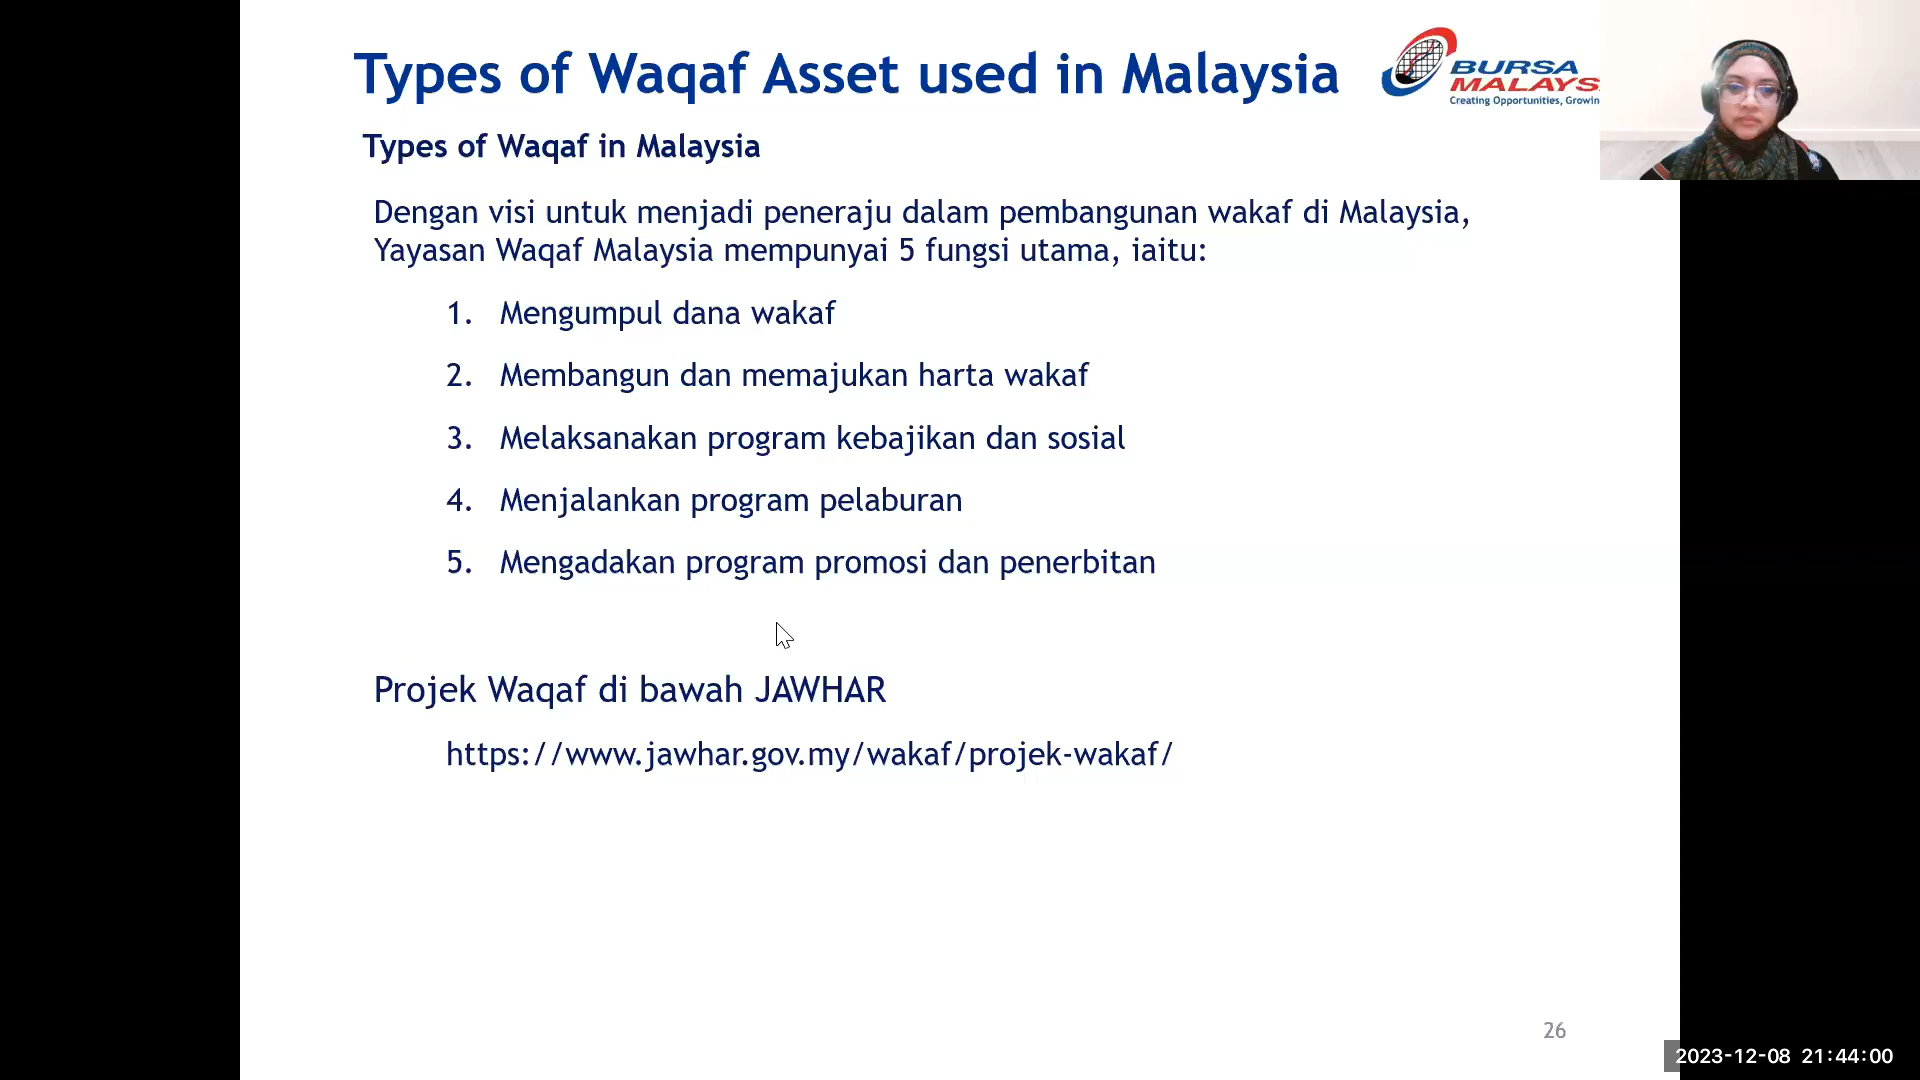 Types of Waqaf Asset used in Malaysia
BURSA
MALAYS
Creating Opportunities, Growin
Types of Waqaf in Malaysia
Dengan visi untuk menjadi peneraju dalam pembangunan wakaf di Malaysia,
Yayasan Waqaf Malaysia mempunyai 5 fungsi utama, iaitu:
1. Mengumpul dana wakaf
2. Membangun dan memajukan harta wakaf
3. Melaksanakan program kebajikan dan sosial
4. Menjalankan program pelaburan
5. Mengadakan program promosi dan penerbitan
Projek Waqaf di bawah JAWHAR
https://www.jawhar.gov.my/wakaf/projek-wakaf/
26
2023-12-08 21:44:00